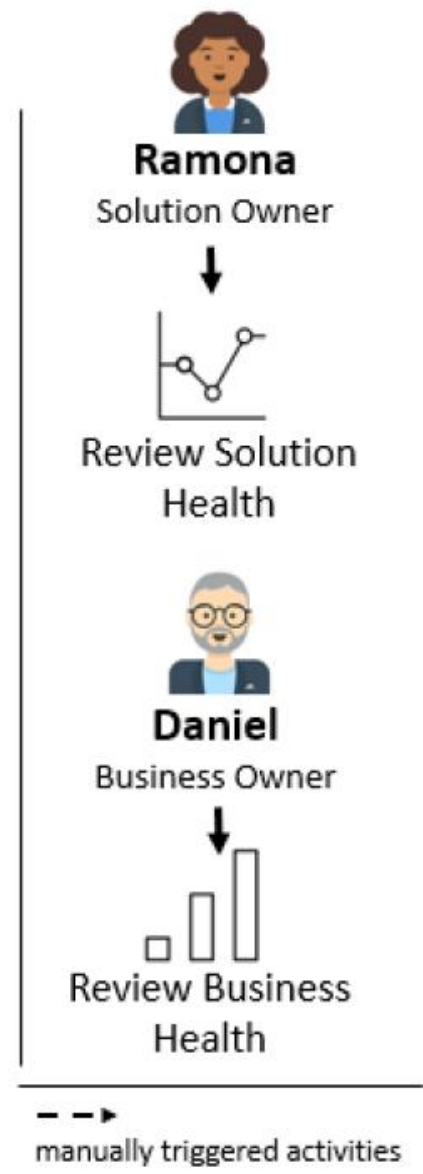 Ramona
Solution Owner
Review Solution
Health
Daniel
Business Owner
Review Business
Health
manually triggered activities